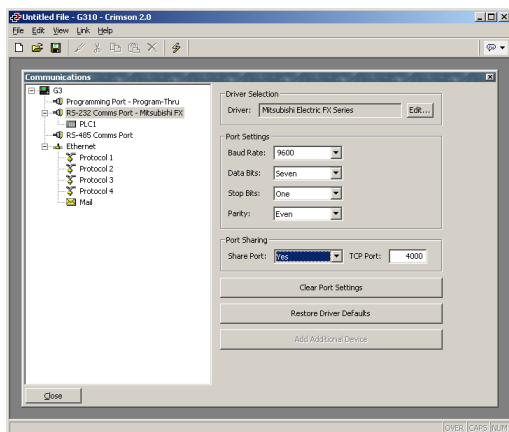 Untitled File - G310 - Crimson 2.0
File Edit View Link Help
Communications
G3
Programming Port - Program-Thru
RS-232 Comms Port - Mitsubishi FX
PLC1
RS-485 Comms Port
Ethernet
Protocol 1
Protocol 2
Protocol 3
Protocol 4
Mail
Driver Selection
Driver: Mitsubishi Electric FX Series Edit...
Port Settings
Baud Rate: 9600
Data Bits: Seven
Stop Bits: One
Parity: Even
Port Sharing
Share Port: Yes TCP Port: 4000
Clear Port Settings
Restore Driver Defaults
Add Additional Device
Close
OVER CAPS NUM